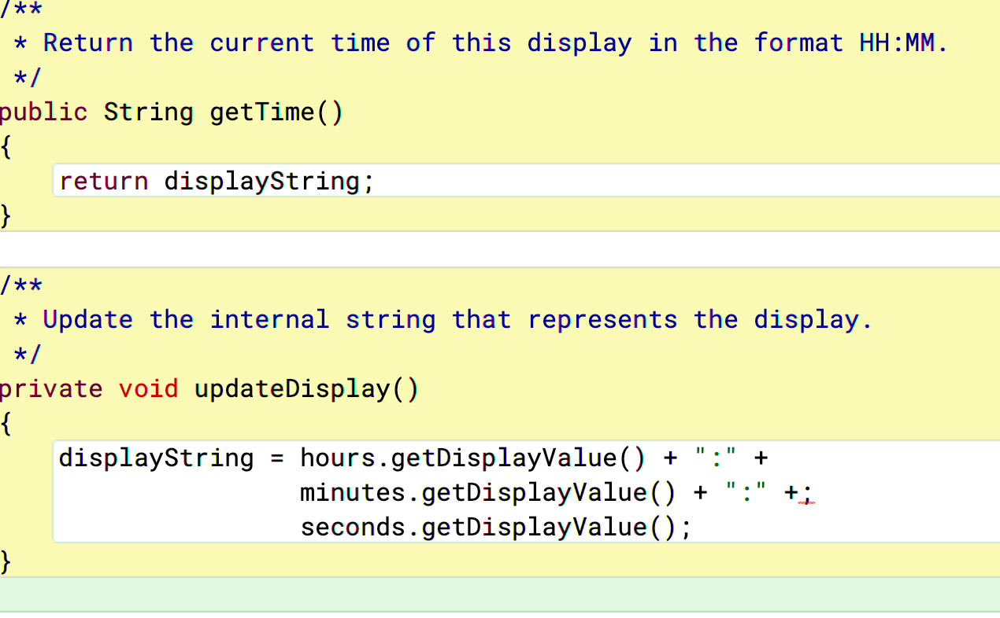 /**
 * Return the current time of this display in the format HH:MM.
 */
public String getTime()
{
    return displayString;
}
/**
 * Update the internal string that represents the display.
 */
private void updateDisplay()
{
    displayString = hours.getDisplayValue() + ":" +
                    minutes.getDisplayValue() + ":" +;
                    seconds.getDisplayValue();
}